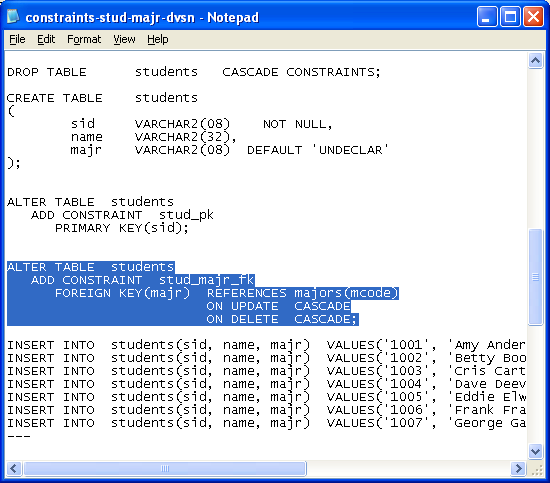 constraints-stud-majr-dvsn - Notepad
File Edit Format View Help
DROP TABLE students CASCADE CONSTRAINTS;
CREATE TABLE students
(
sid VARCHAR2(08) NOT NULL,
name VARCHAR2(32),
majr VARCHAR2(08) DEFAULT 'UNDECLAR'
);
ALTER TABLE students
ADD CONSTRAINT stud_pk
PRIMARY KEY(sid);
ALTER TABLE students
ADD CONSTRAINT stud_majr_fk
FOREIGN KEY(majr) REFERENCES majors(mcode)
ON UPDATE CASCADE
ON DELETE CASCADE;
INSERT INTO students(sid, name, majr) VALUES('1001', 'Amy Ander
INSERT INTO students(sid, name, majr) VALUES('1002', 'Betty Boo
INSERT INTO students(sid, name, majr) VALUES('1003', 'Cris Cart
INSERT INTO students(sid, name, majr) VALUES('1004', 'Dave Deev
INSERT INTO students(sid, name, majr) VALUES('1005', 'Eddie Elw
INSERT INTO students(sid, name, majr) VALUES('1006', 'Frank Fra
INSERT INTO students(sid, name, majr) VALUES('1007', 'George Ga
---